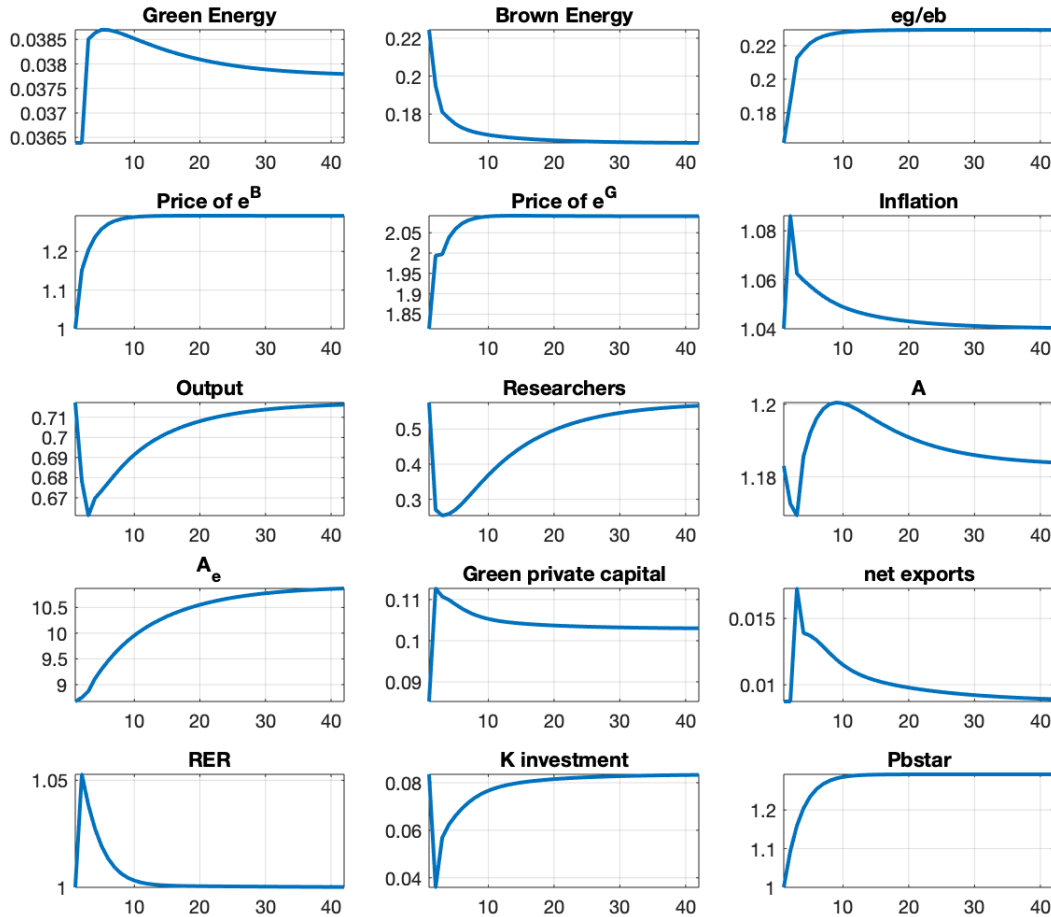 Green Energy Brown Energy eg/eb
0.0385
0.038
0.0375
0.037
0.0365
10 20 30 40
0.22
0.2
0.18
10 20 30 40
0.22
0.2
0.18
10 20 30 40
Price of e^B Price of e^G Inflation
1.2
1.1
1
10 20 30 40
2.05
2
1.95
1.9
1.85
10 20 30 40
1.08
1.06
1.04
10 20 30 40
Output Researchers A
0.71
0.7
0.69
0.68
0.67
10 20 30 40
0.5
0.4
0.3
10 20 30 40
1.2
1.18
10 20 30 40
A_e Green private capital net exports
10.5
10
9.5
9
10 20 30 40
0.11
0.1
0.09
10 20 30 40
0.015
0.01
10 20 30 40
RER K investment Pbstar
1.05
1
10 20 30 40
0.08
0.06
0.04
10 20 30 40
1.2
1.1
1
10 20 30 40